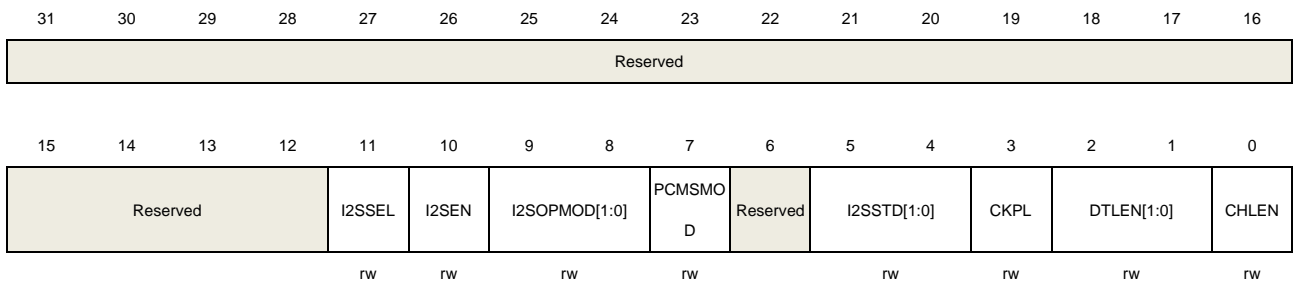 31 30 29 28 27 26 25 24 23 22 21 20 19 18 17 16
Reserved
15 14 13 12 11 10 9 8 7 6 5 4 3 2 1 0
Reserved I2SSEL I2SEN I2SOPMOD[1:0] PCMSMO Reserved I2SSTD[1:0] CKPL DTLEN[1:0] CHLEN
D
rw rw rw rw rw rw rw rw